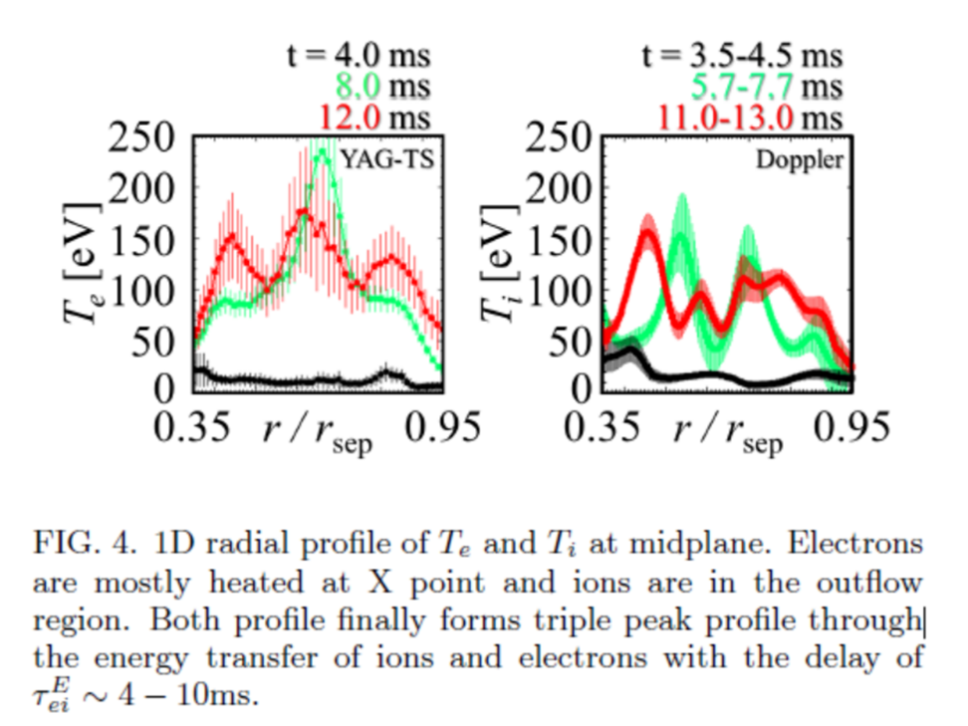 t = 4.0 ms
8.0 ms
12.0 ms
250
200
150
100
50
0
T_e [eV]
YAG-TS
0.35 r / r_sep 0.95
t = 3.5-4.5 ms
5.7-7.7 ms
11.0-13.0 ms
250
200
150
100
50
0
T_i [eV]
Doppler
0.35 r / r_sep 0.95
FIG. 4. 1D radial profile of T_e and T_i at midplane. Electrons
are mostly heated at X point and ions are in the outflow
region. Both profile finally forms triple peak profile through
the energy transfer of ions and electrons with the delay of
τ_ei^E ∼ 4 − 10ms.